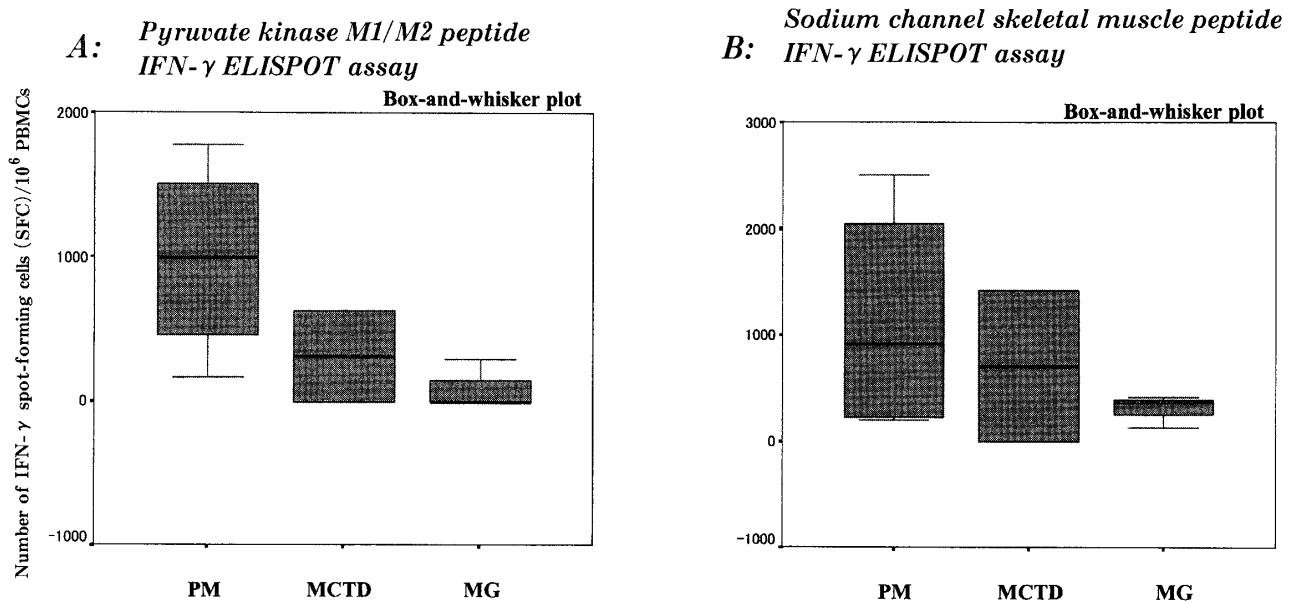 A: Pyruvate kinase M1/M2 peptide
IFN-γ ELISPOT assay
Box-and-whisker plot
Number of IFN-γ spot-forming cells (SFC)/10⁶ PBMCs
2000
1000
0
-1000
PM MCTD MG
B: Sodium channel skeletal muscle peptide
IFN-γ ELISPOT assay
Box-and-whisker plot
3000
2000
1000
0
-1000
PM MCTD MG